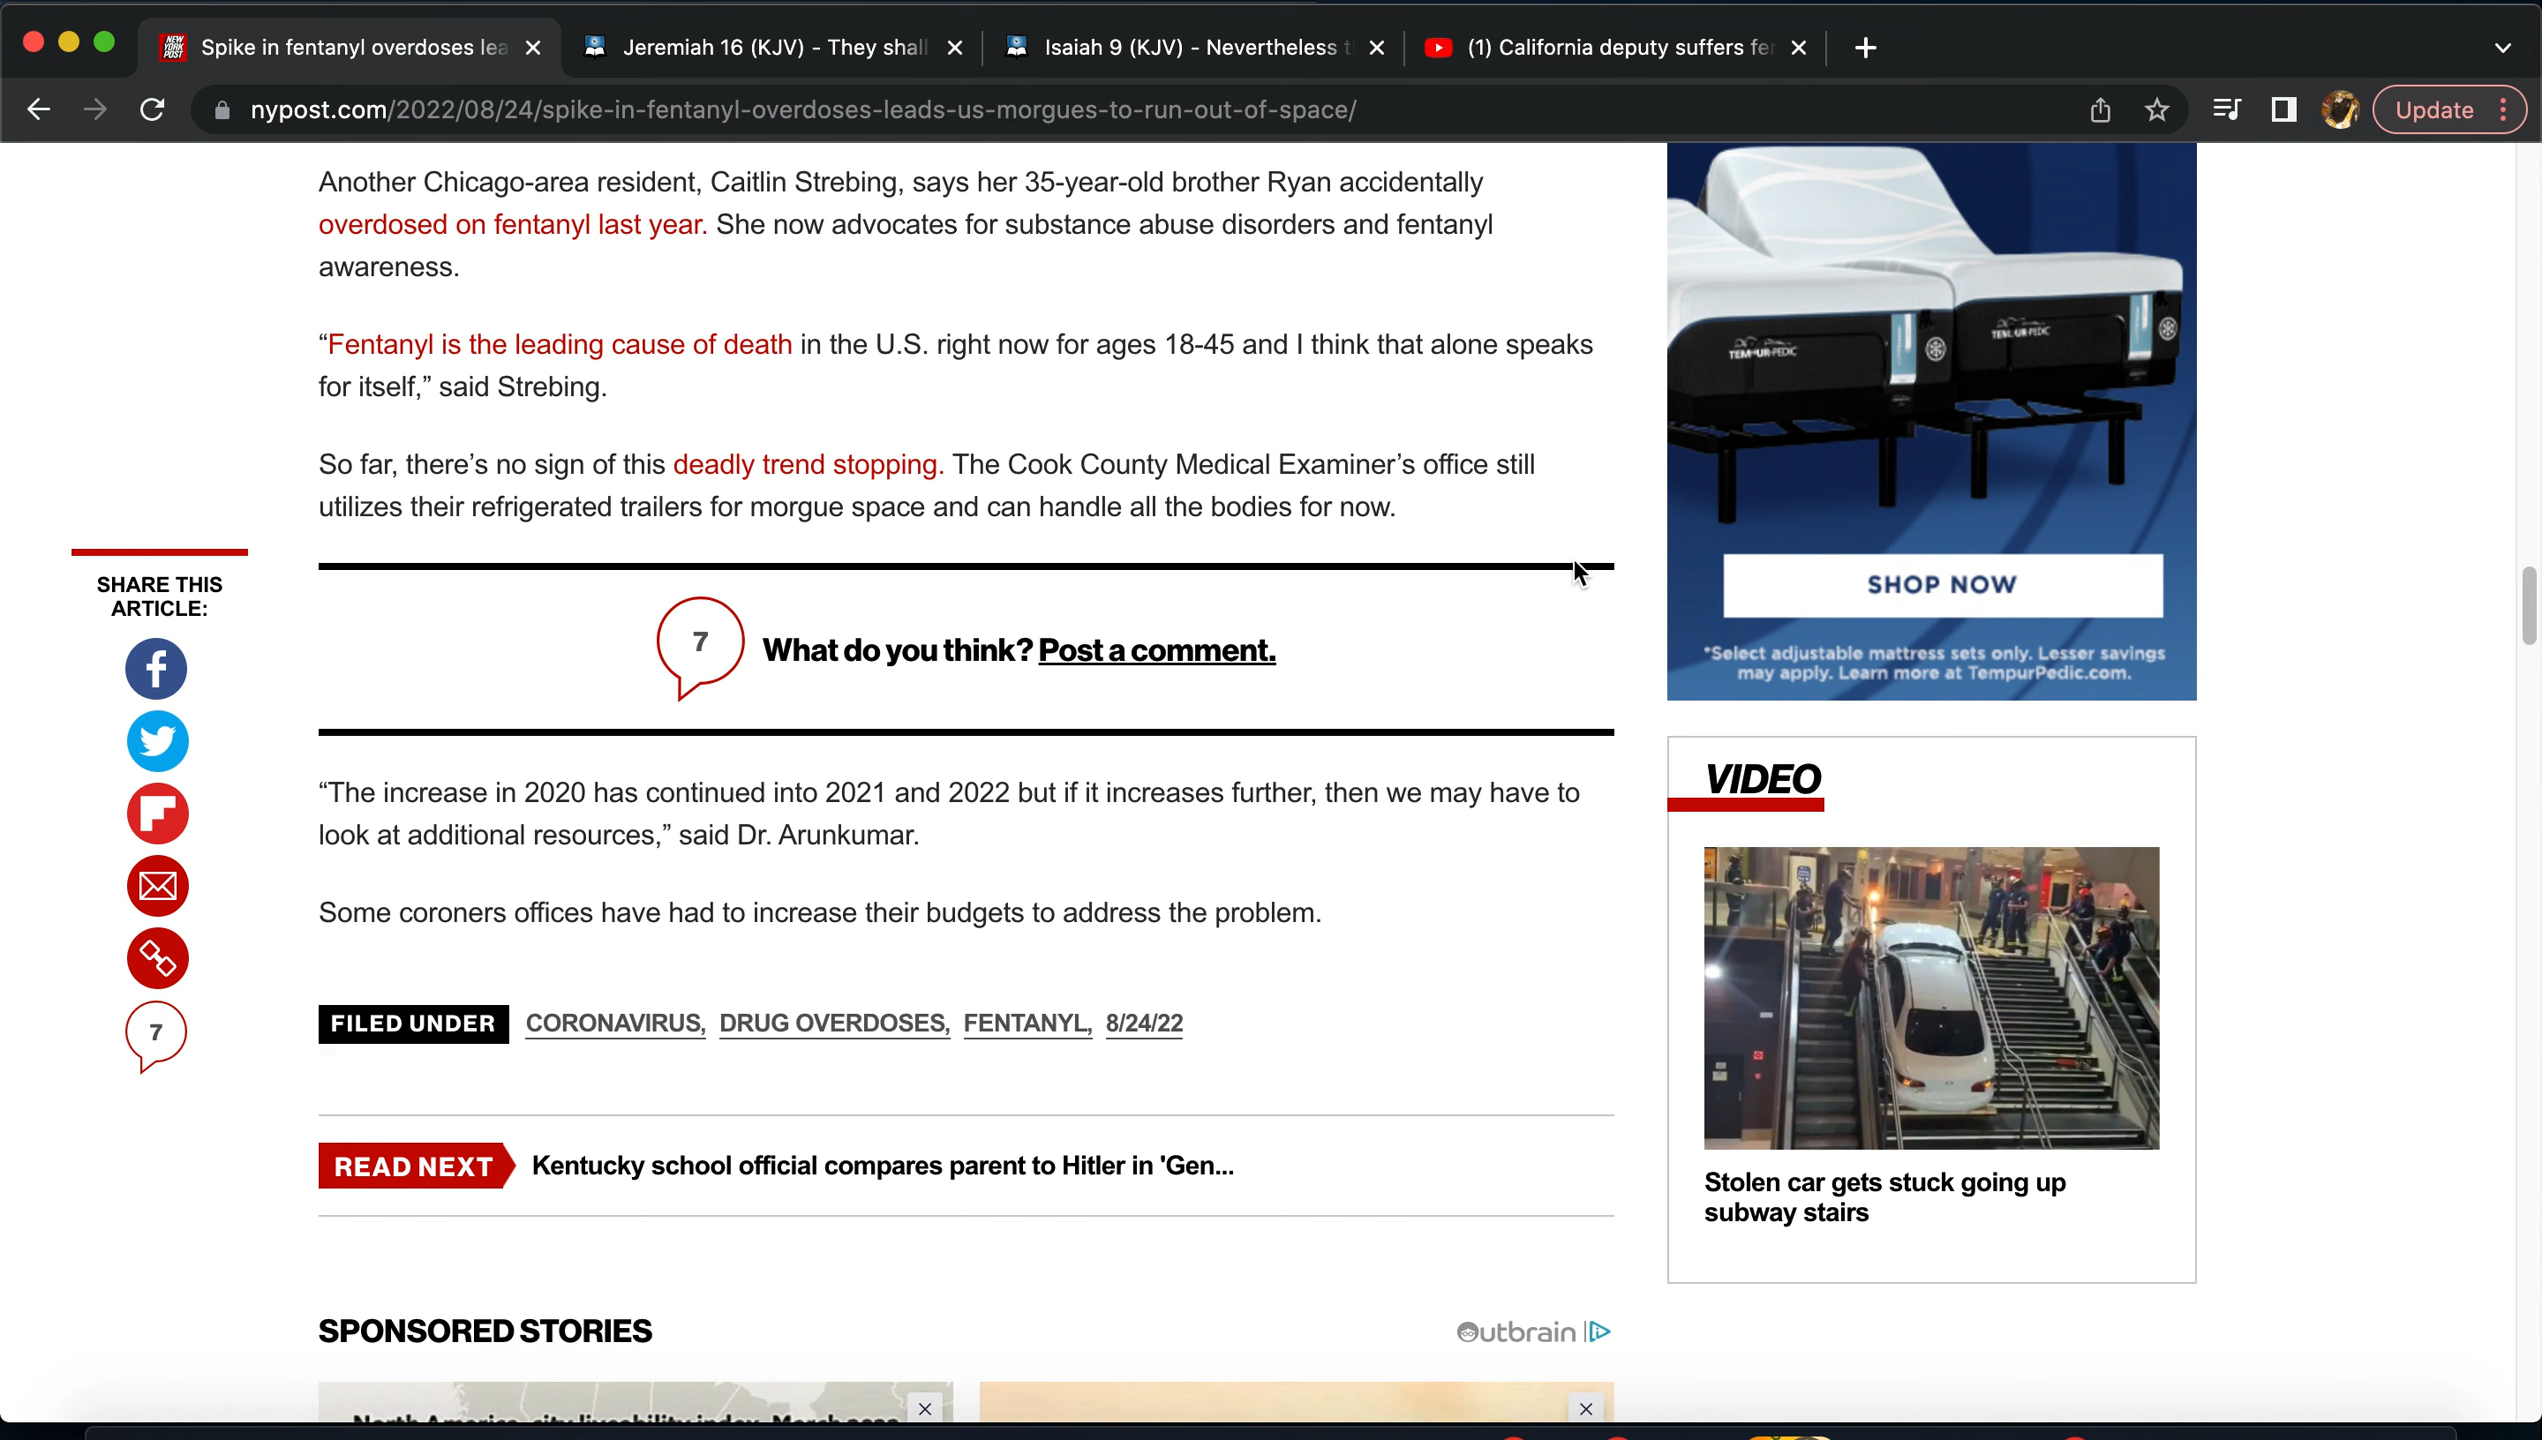 Spike in fentanyl overdoses lea
Jeremiah 16 (KJV) - They shall
Isaiah 9 (KJV) - Nevertheless t
(1) California deputy suffers fe
nypost.com/2022/08/24/spike-in-fentanyl-overdoses-leads-us-morgues-to-run-out-of-space/
Update
Another Chicago-area resident, Caitlin Strebing, says her 35-year-old brother Ryan accidentally
overdosed on fentanyl last year. She now advocates for substance abuse disorders and fentanyl
awareness.
“Fentanyl is the leading cause of death in the U.S. right now for ages 18-45 and I think that alone speaks
for itself,” said Strebing.
So far, there’s no sign of this deadly trend stopping. The Cook County Medical Examiner’s office still
utilizes their refrigerated trailers for morgue space and can handle all the bodies for now.
SHARE THIS
ARTICLE:
7
7
What do you think? Post a comment.
“The increase in 2020 has continued into 2021 and 2022 but if it increases further, then we may have to
look at additional resources,” said Dr. Arunkumar.
Some coroners offices have had to increase their budgets to address the problem.
FILED UNDER CORONAVIRUS, DRUG OVERDOSES, FENTANYL, 8/24/22
READ NEXT Kentucky school official compares parent to Hitler in 'Gen...
SPONSORED STORIES
Outbrain
North America, city liveability index, March
TEMPUR-PEDIC
TEMPUR-PEDIC
SHOP NOW
*Select adjustable mattress sets only. Lesser savings
may apply. Learn more at TempurPedic.com.
VIDEO
Stolen car gets stuck going up
subway stairs